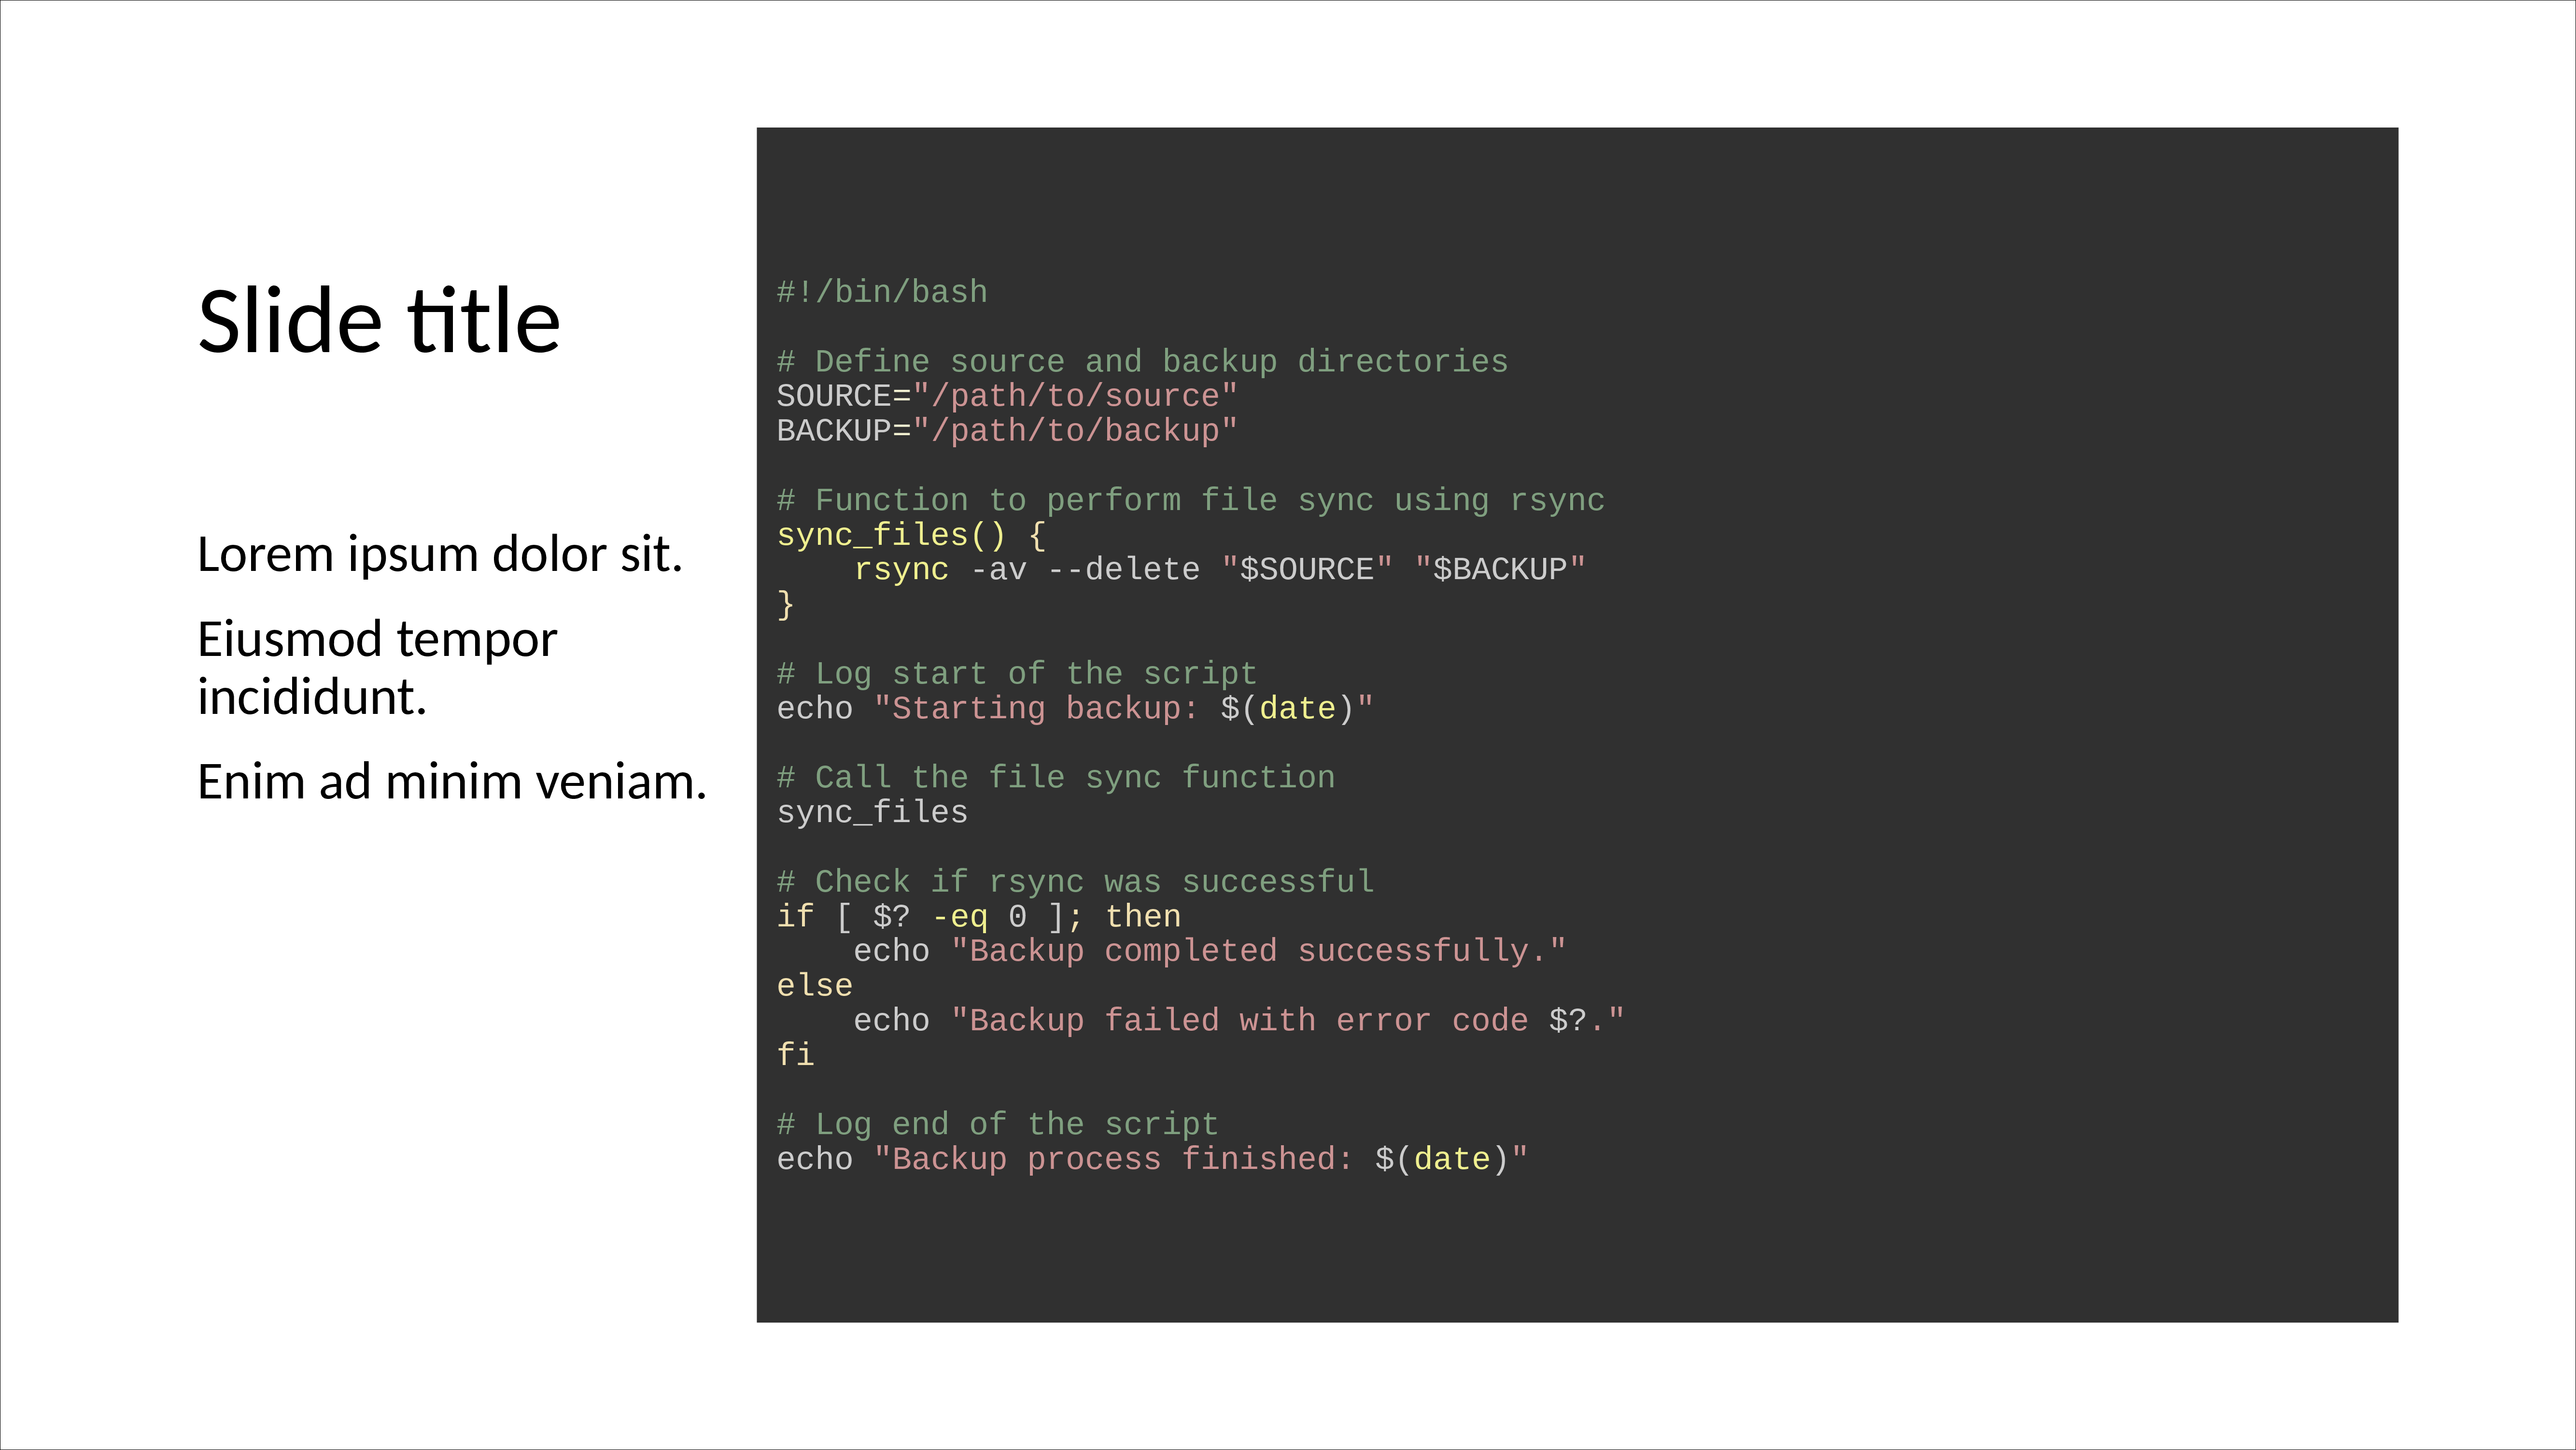 Slide title
Lorem ipsum dolor sit.
Eiusmod tempor
incididunt.
Enim ad minim veniam.
#!/bin/bash
# Define source and backup directories
SOURCE="/path/to/source"
BACKUP="/path/to/backup"
# Function to perform file sync using rsync
sync_files() {
    rsync -av --delete "$SOURCE" "$BACKUP"
}
# Log start of the script
echo "Starting backup: $(date)"
# Call the file sync function
sync_files
# Check if rsync was successful
if [ $? -eq 0 ]; then
    echo "Backup completed successfully."
else
    echo "Backup failed with error code $?."
fi
# Log end of the script
echo "Backup process finished: $(date)"